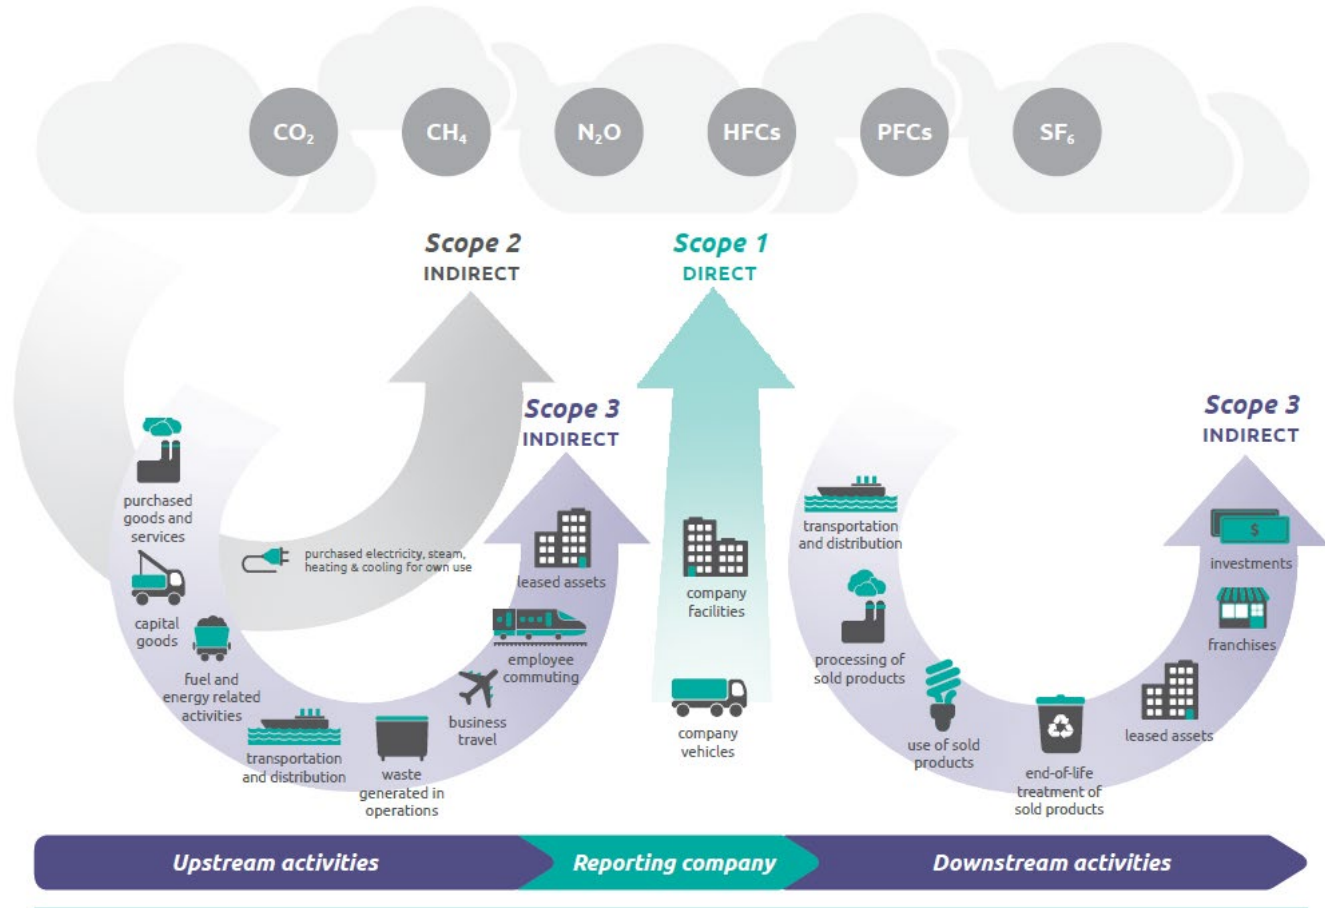 CO₂
CH₄
N₂O
HFCs
PFCs
SF₆
Scope 2
INDIRECT
Scope 1
DIRECT
Scope 3
INDIRECT
Scope 3
INDIRECT
purchased
goods and
services
capital
goods
fuel and
energy related
activities
transportation
and distribution
waste
generated in
operations
business
travel
employee
commuting
leased assets
purchased electricity, steam,
heating & cooling for own use
company
facilities
company
vehicles
transportation
and distribution
processing of
sold products
use of sold
products
end-of-life
treatment of
sold products
leased assets
franchises
$
investments
Upstream activities
Reporting company
Downstream activities